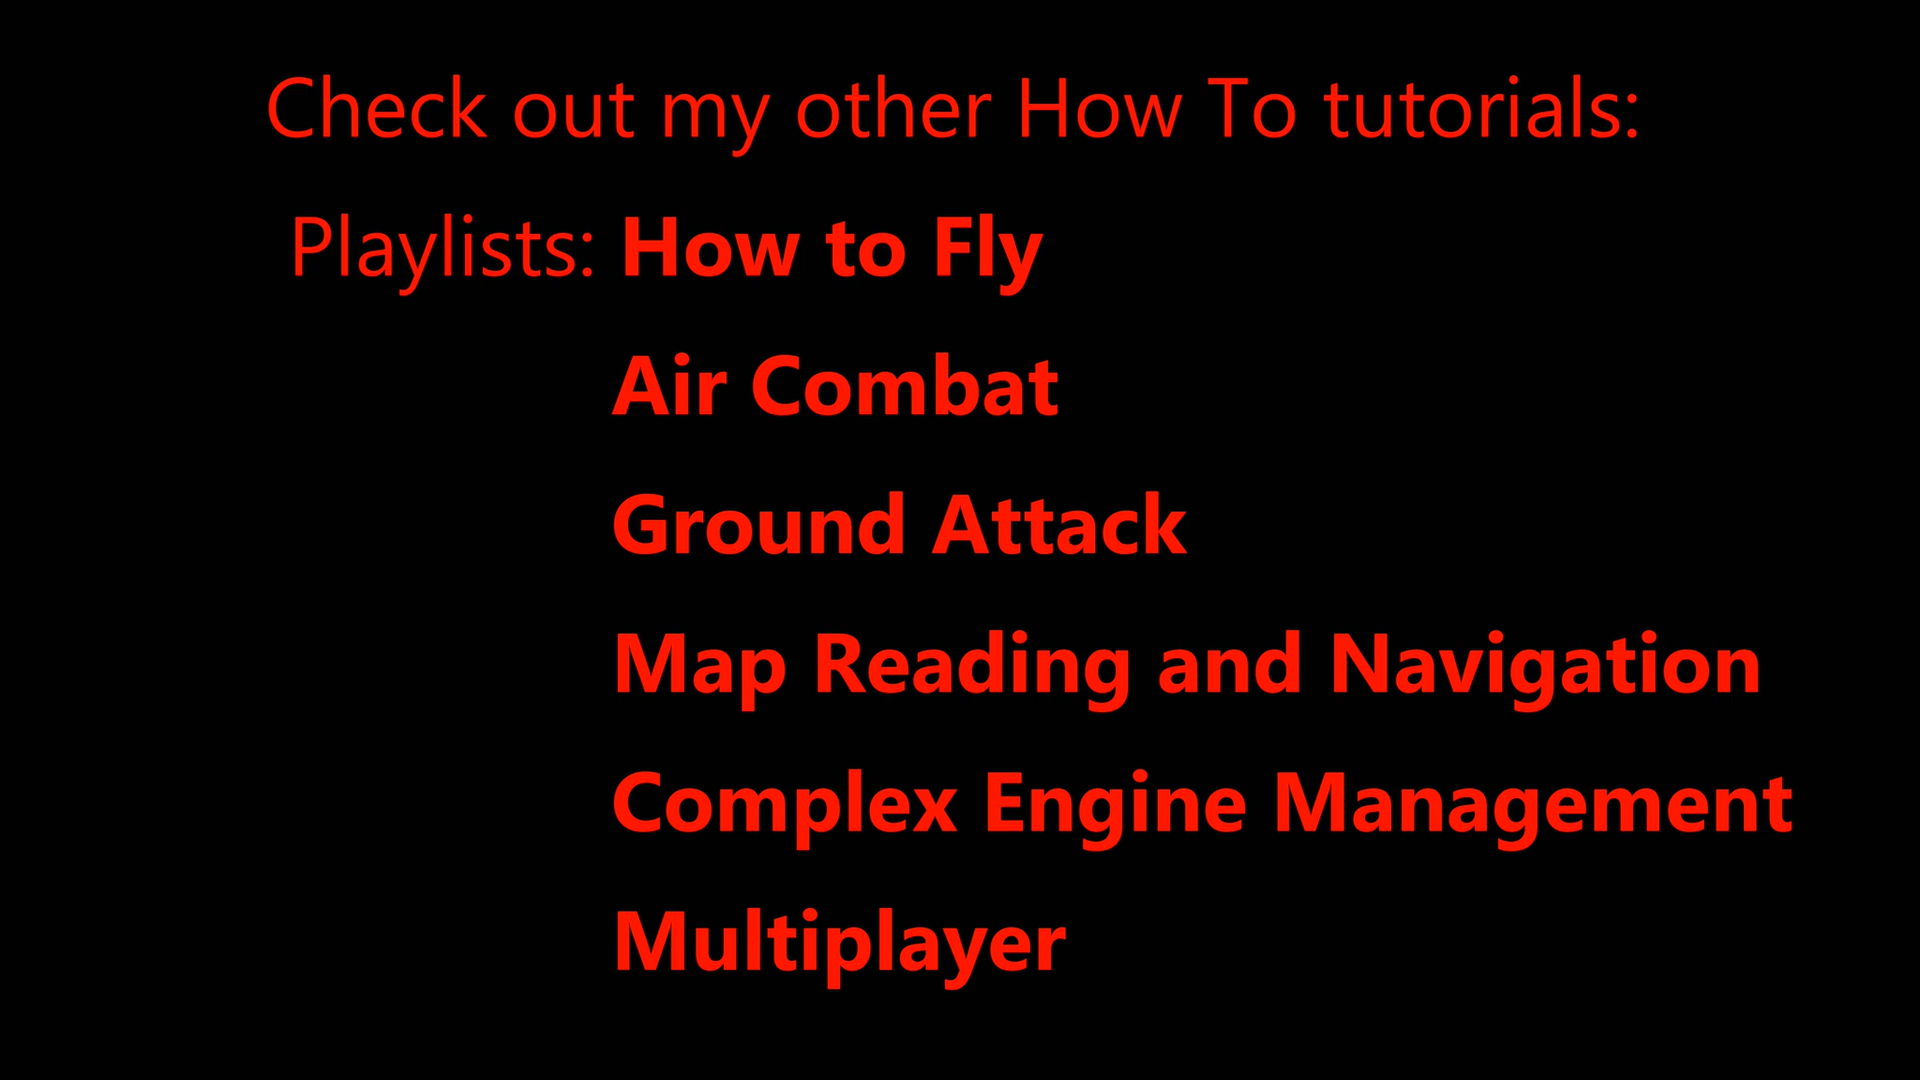 Check out my other How To tutorials:
Playlists: How to Fly
Air Combat
Ground Attack
Map Reading and Navigation
Complex Engine Management
Multiplayer